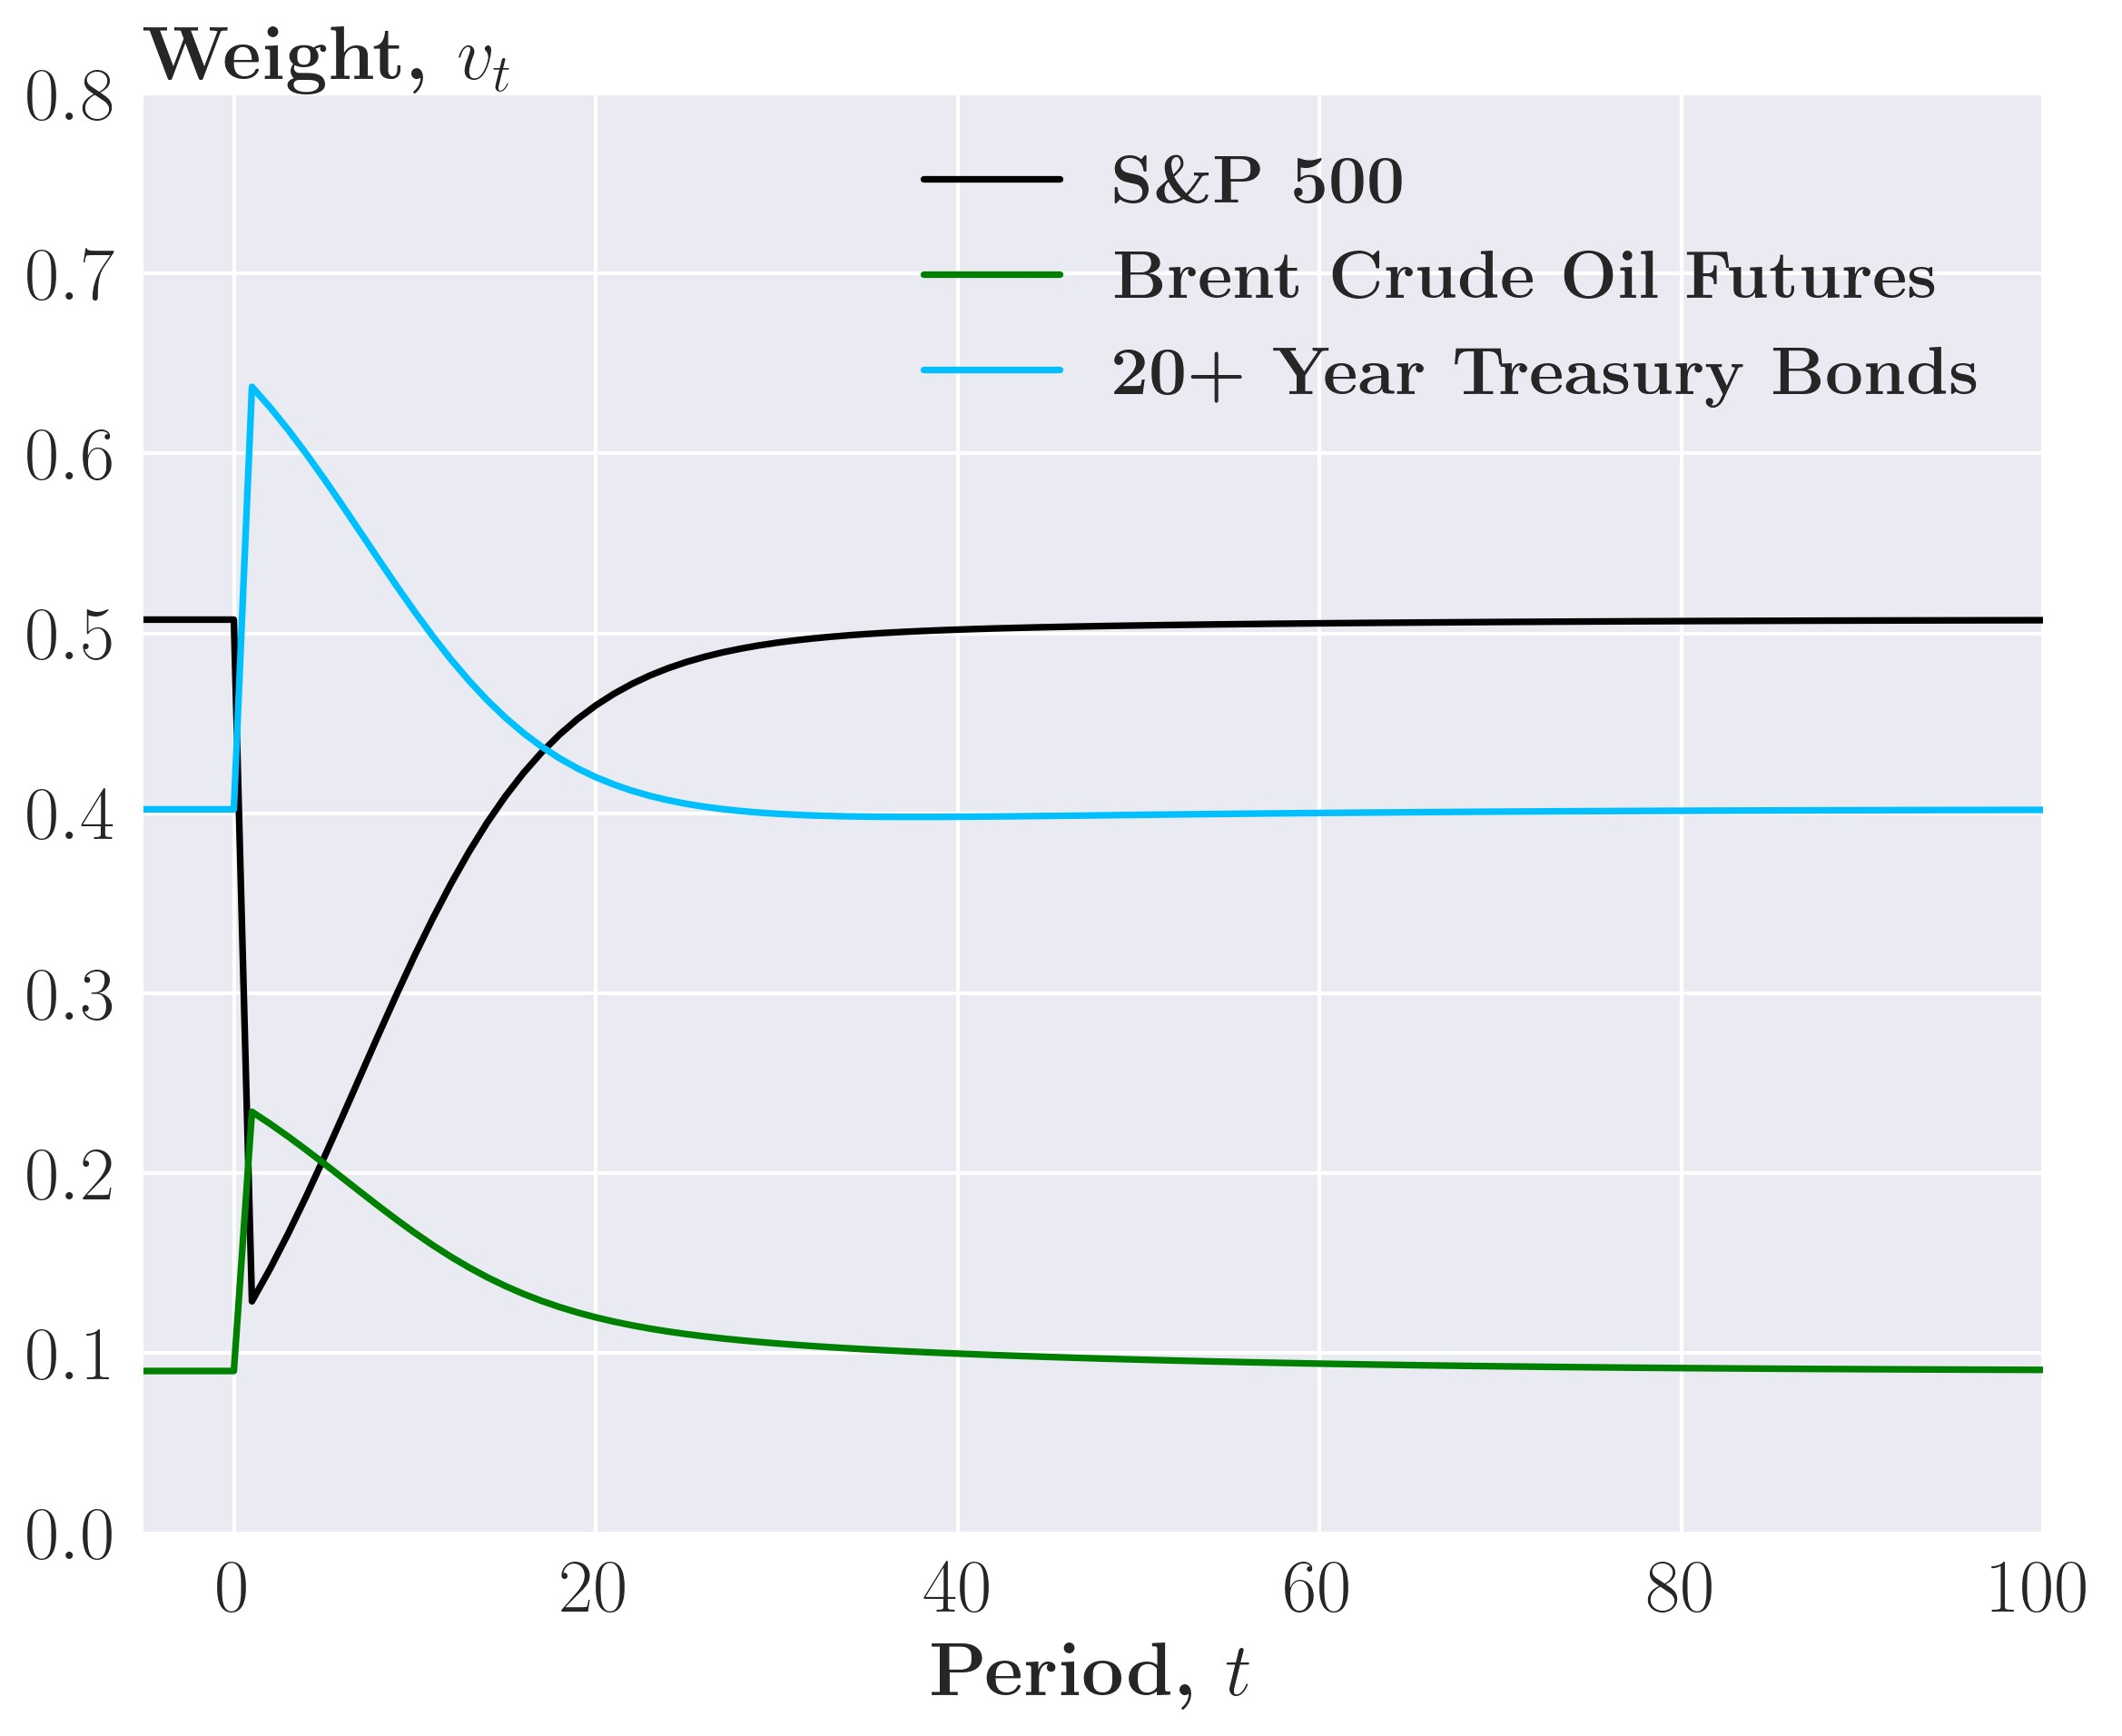 Weight, v_t
0.8
0.7
0.6
0.5
0.4
0.3
0.2
0.1
0.0
S&P 500
Brent Crude Oil Futures
20+ Year Treasury Bonds
0 20 40 60 80 100
Period, t